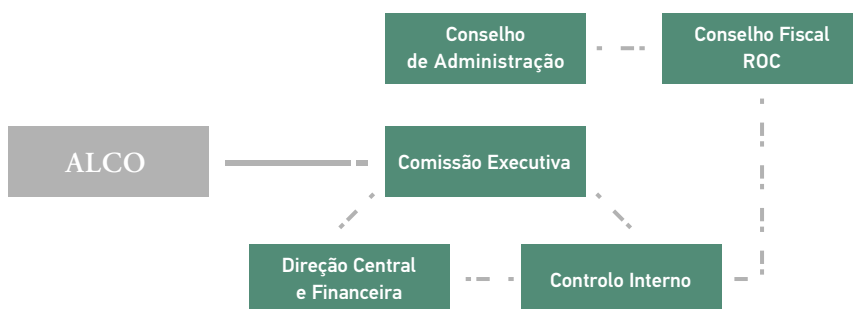 Conselho
de Administração
Conselho Fiscal
ROC
ALCO
Comissão Executiva
Direção Central
e Financeira
Controlo Interno